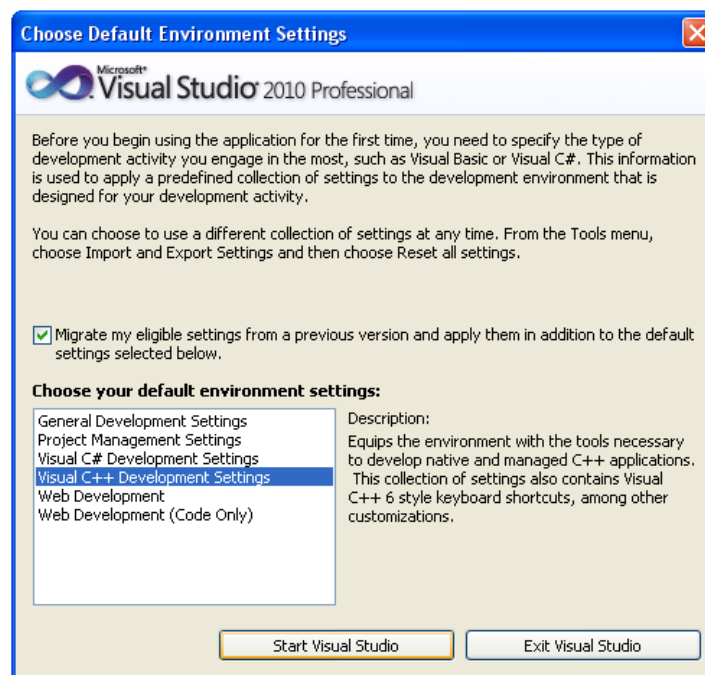 Choose Default Environment Settings
Microsoft®
Visual Studio® 2010 Professional
Before you begin using the application for the first time, you need to specify the type of
development activity you engage in the most, such as Visual Basic or Visual C#. This information
is used to apply a predefined collection of settings to the development environment that is
designed for your development activity.
You can choose to use a different collection of settings at any time. From the Tools menu,
choose Import and Export Settings and then choose Reset all settings.
Migrate my eligible settings from a previous version and apply them in addition to the default
settings selected below.
Choose your default environment settings:
General Development Settings
Project Management Settings
Visual C# Development Settings
Visual C++ Development Settings
Web Development
Web Development (Code Only)
Description:
Equips the environment with the tools necessary
to develop native and managed C++ applications.
This collection of settings also contains Visual
C++ 6 style keyboard shortcuts, among other
customizations.
Start Visual Studio
Exit Visual Studio